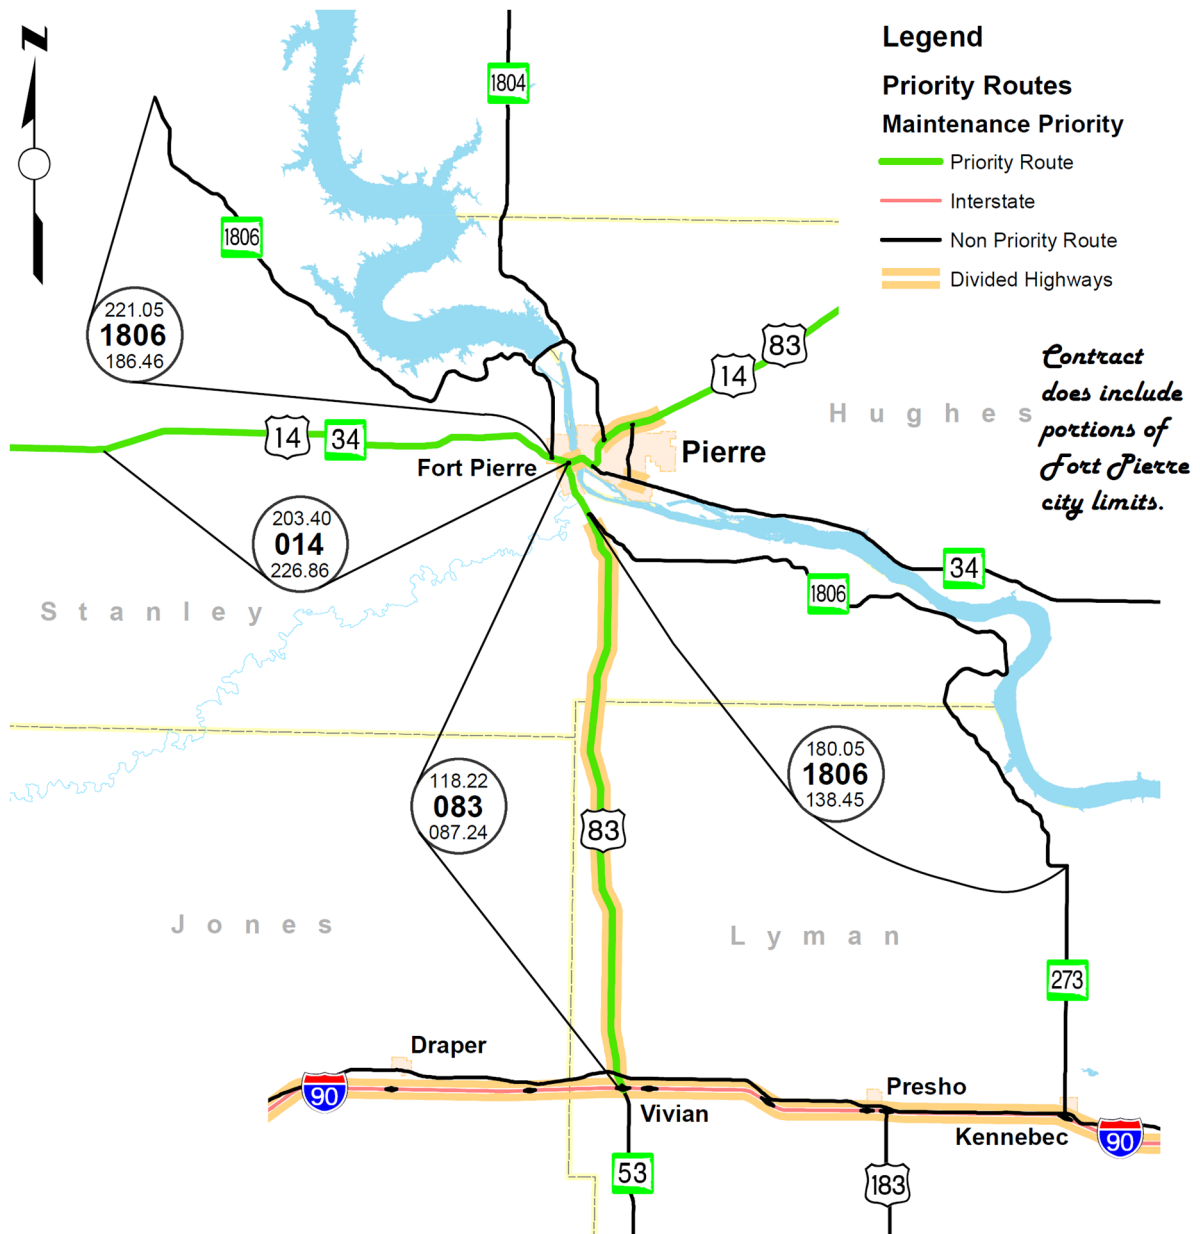 Legend
Priority Routes
Maintenance Priority
Priority Route
Interstate
Non Priority Route
Divided Highways
Z
1804
1806
221.05
1806
186.46
83
14
Contract
does include
portions of
Fort Pierre
city limits.
Hughes
14
34
Fort Pierre
Pierre
203.40
014
226.86
Stanley
34
1806
118.22
083
087.24
83
180.05
1806
138.45
Jones
Lyman
273
Draper
90
Vivian
Presho
Kennebec
90
53
183